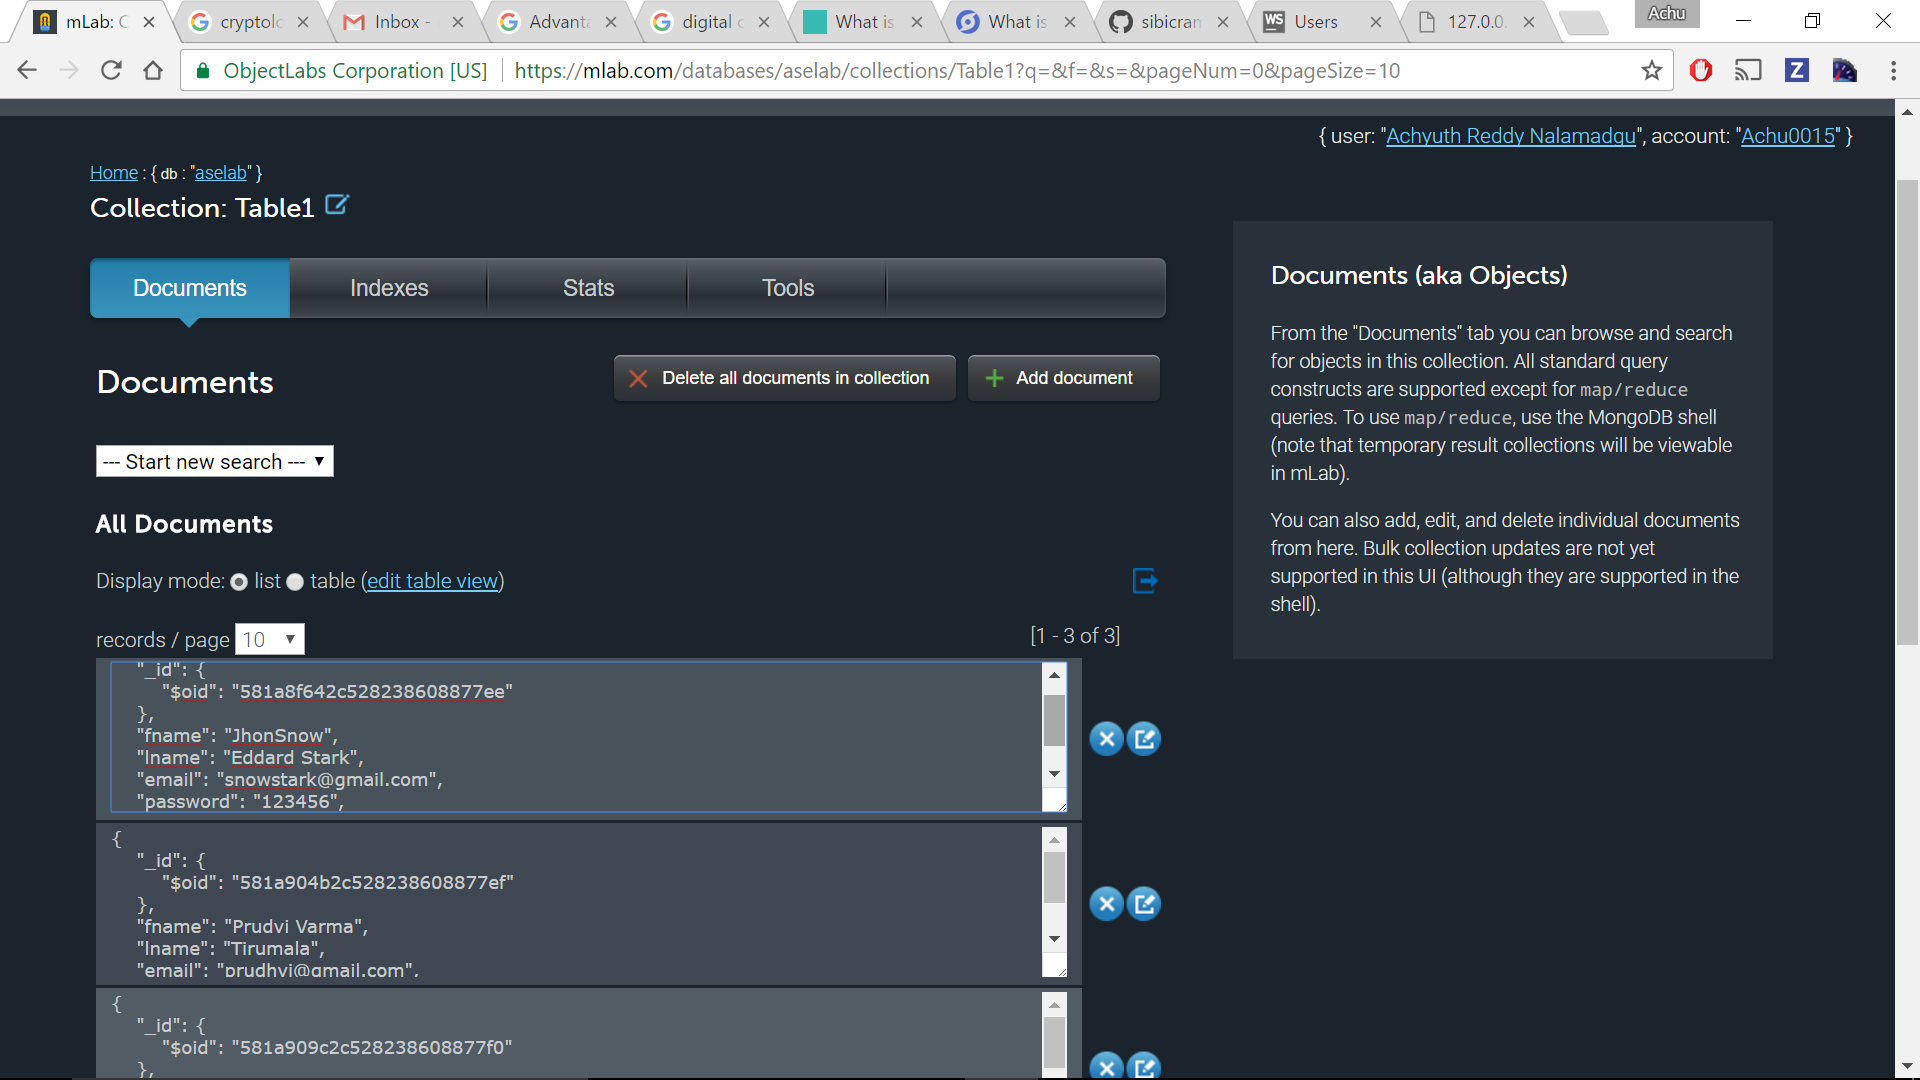 mLab: C
cryptolo
Inbox -
Advanta
digital c
What is
What is
sibicram
WS
Users
127.0.0.
Achu
ObjectLabs Corporation [US]
https://mlab.com/databases/aselab/collections/Table1?q=&f=&s=&pageNum=0&pageSize=10
Z
{ user: "Achyuth Reddy Nalamadgu", account: "Achu0015" }
Home : { db : "aselab" }
Collection: Table1
Documents
Indexes
Stats
Tools
Documents
Delete all documents in collection
Add document
--- Start new search ---
All Documents
Display mode: list table (edit table view)
records / page 10
[1 - 3 of 3]
"_id": {
"$oid": "581a8f642c528238608877ee"
},
"fname": "JhonSnow",
"lname": "Eddard Stark",
"email": "snowstark@gmail.com",
"password": "123456",
{
"_id": {
"$oid": "581a904b2c528238608877ef"
},
"fname": "Prudvi Varma",
"lname": "Tirumala",
"email": "prudhvi@gmail.com",
{
"_id": {
"$oid": "581a909c2c528238608877f0"
},
Documents (aka Objects)
From the "Documents" tab you can browse and search
for objects in this collection. All standard query
constructs are supported except for map/reduce
queries. To use map/reduce, use the MongoDB shell
(note that temporary result collections will be viewable
in mLab).
You can also add, edit, and delete individual documents
from here. Bulk collection updates are not yet
supported in this UI (although they are supported in the
shell).